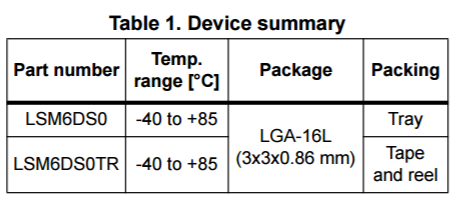 Table 1. Device summary
Part number
Temp.
range [°C]
Package
Packing
LSM6DS0
-40 to +85
LGA-16L
(3x3x0.86 mm)
Tray
LSM6DS0TR
-40 to +85
Tape
and reel